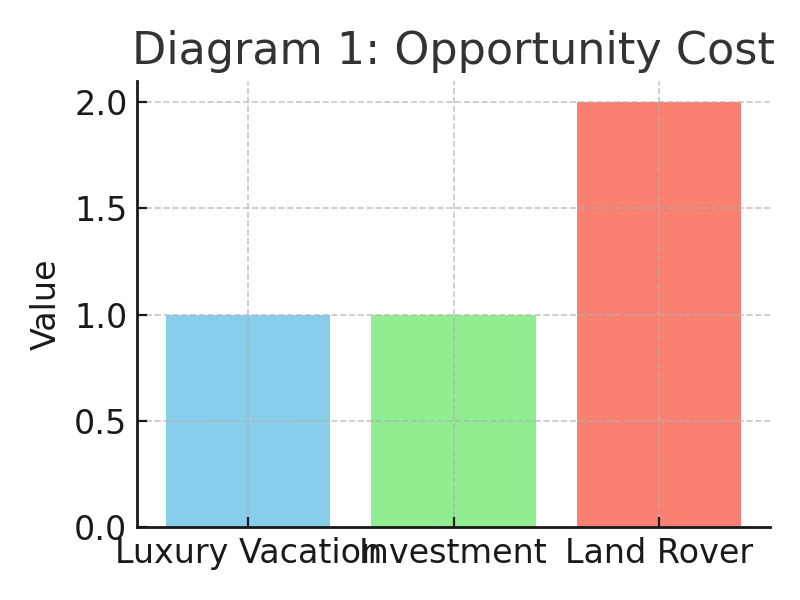 Diagram 1: Opportunity Cost
Value
2.0
1.5
1.0
0.5
0.0
Luxury Vacation Investment Land Rover